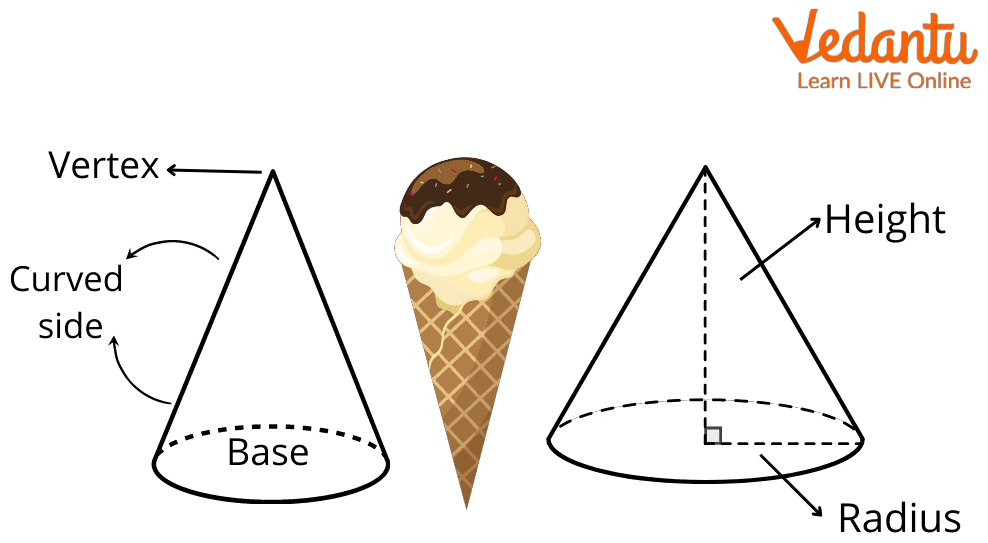 Vedantu
Learn LIVE Online
Vertex
Height
Curved
side
Base
Radius